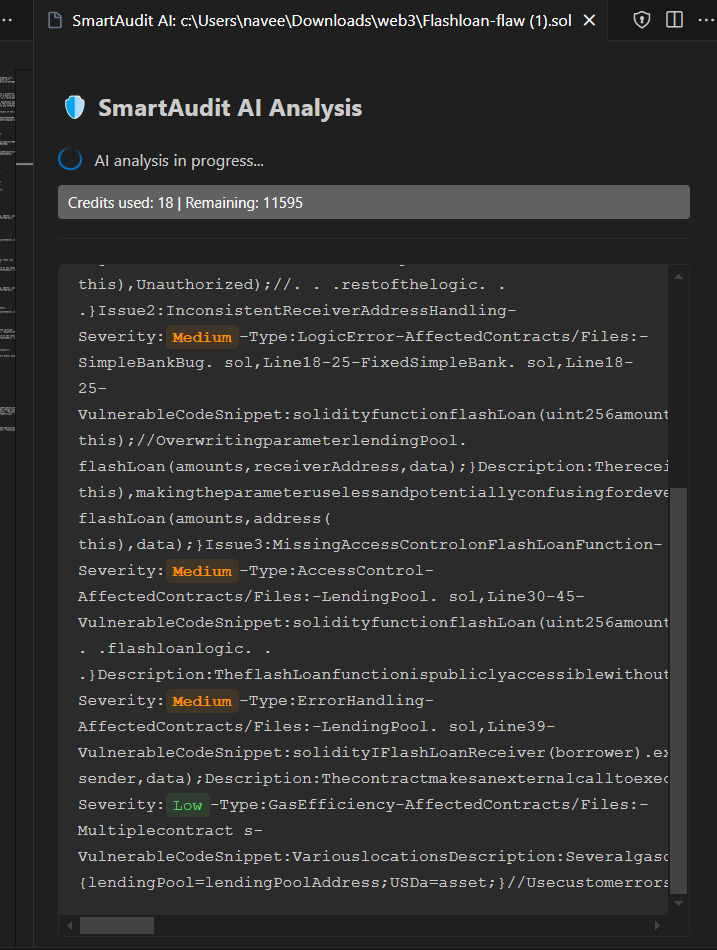 SmartAudit AI: c:\Users\navee\Downloads\web3\Flashloan-flaw (1).sol
SmartAudit AI Analysis
AI analysis in progress...
Credits used: 18 | Remaining: 11595
this),Unauthorized);//. . .restofthelogic. .
.}Issue2:InconsistentReceiverAddressHandling-
Severity: Medium -Type:LogicError-AffectedContracts/Files:-
SimpleBankBug. sol,Line18-25-FixedSimpleBank. sol,Line18-
25-
VulnerableCodeSnippet:solidityfunctionflashLoan(uint256amount
this);//OverwritingparameterlendingPool.
flashLoan(amounts,receiverAddress,data);}Description:Therecei
this),makingtheparameteruselessandpotentiallyconfusingfordeve
flashLoan(amounts,address(
this),data);}Issue3:MissingAccessControlonFlashLoanFunction-
Severity: Medium -Type:AccessControl-
AffectedContracts/Files:-LendingPool. sol,Line30-45-
VulnerableCodeSnippet:solidityfunctionflashLoan(uint256amount
. .flashloanlogic. .
.}Description:TheflashLoanfunctionispubliclyaccessiblewithout
Severity: Medium -Type:ErrorHandling-
AffectedContracts/Files:-LendingPool. sol,Line39-
VulnerableCodeSnippet:solidityIFlashLoanReceiver(borrower).ex
sender,data);Description:Thecontractmakesanexternalcalltoexec
Severity: Low -Type:GasEfficiency-AffectedContracts/Files:-
Multiplecontract s-
VulnerableCodeSnippet:VariouslocationsDescription:Severalgaso
{lendingPool=lendingPoolAddress;USDa=asset;}//Usecustomerrors